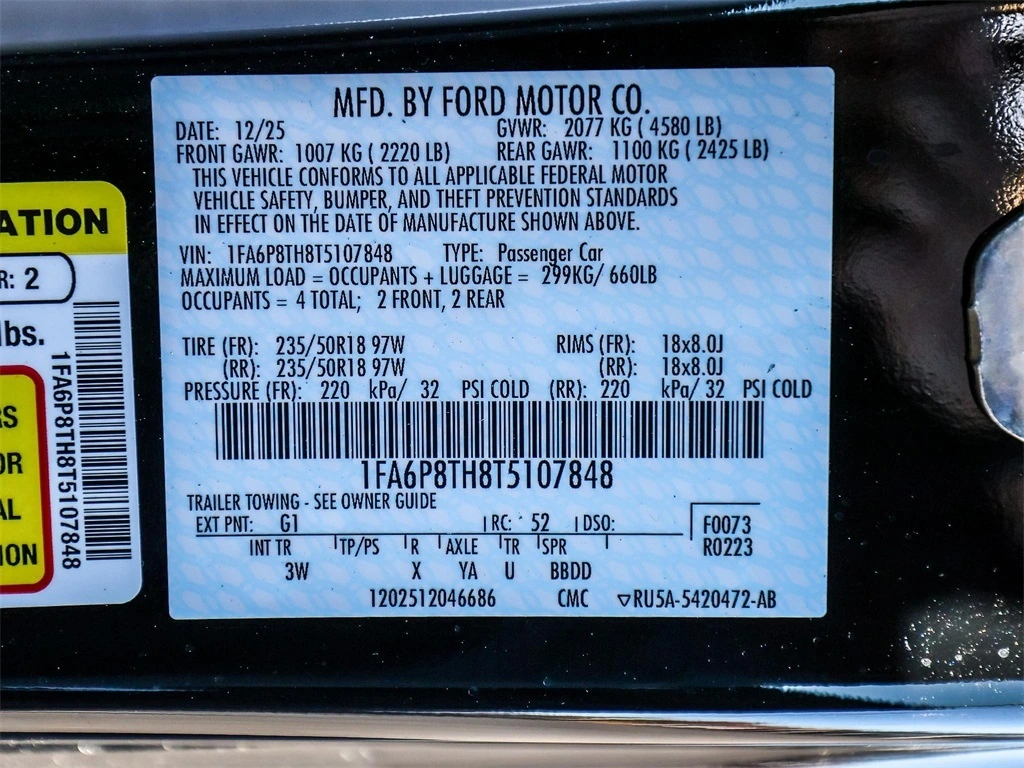 MFD. BY FORD MOTOR CO.
DATE: 12/25 GVWR: 2077 KG ( 4580 LB)
FRONT GAWR: 1007 KG ( 2220 LB) REAR GAWR: 1100 KG ( 2425 LB)
THIS VEHICLE CONFORMS TO ALL APPLICABLE FEDERAL MOTOR
VEHICLE SAFETY, BUMPER, AND THEFT PREVENTION STANDARDS
IN EFFECT ON THE DATE OF MANUFACTURE SHOWN ABOVE.
VIN: 1FA6P8TH8T5107848 TYPE: Passenger Car
MAXIMUM LOAD = OCCUPANTS + LUGGAGE = 299KG/ 660LB
OCCUPANTS = 4 TOTAL; 2 FRONT, 2 REAR
TIRE (FR): 235/50R18 97W RIMS (FR): 18x8.0J
(RR): 235/50R18 97W (RR): 18x8.0J
PRESSURE (FR): 220 kPa/ 32 PSI COLD (RR): 220 kPa/ 32 PSI COLD
1FA6P8TH8T5107848
TRAILER TOWING - SEE OWNER GUIDE
EXT PNT: G1 RC: 52 DSO: F0073
INT TR TP/PS R AXLE TR SPR R0223
3W X YA U BBDD
1202512046686 CMC ▽RU5A-5420472-AB
ATION
R: 2
lbs.
1FA6P8TH8T5107848
RS
OR
AL
ION